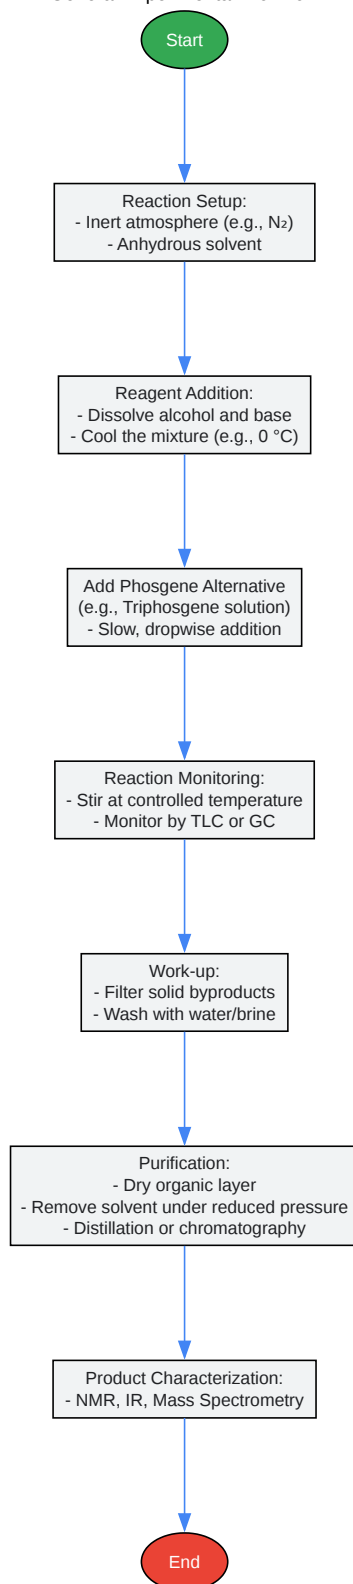 Start
Reaction Setup:
- Inert atmosphere (e.g., N₂)
- Anhydrous solvent
Reagent Addition:
- Dissolve alcohol and base
- Cool the mixture (e.g., 0 °C)
Add Phosgene Alternative
(e.g., Triphosgene solution)
- Slow, dropwise addition
Reaction Monitoring:
- Stir at controlled temperature
- Monitor by TLC or GC
Work-up:
- Filter solid byproducts
- Wash with water/brine
Purification:
- Dry organic layer
- Remove solvent under reduced pressure
- Distillation or chromatography
Product Characterization:
- NMR, IR, Mass Spectrometry
End